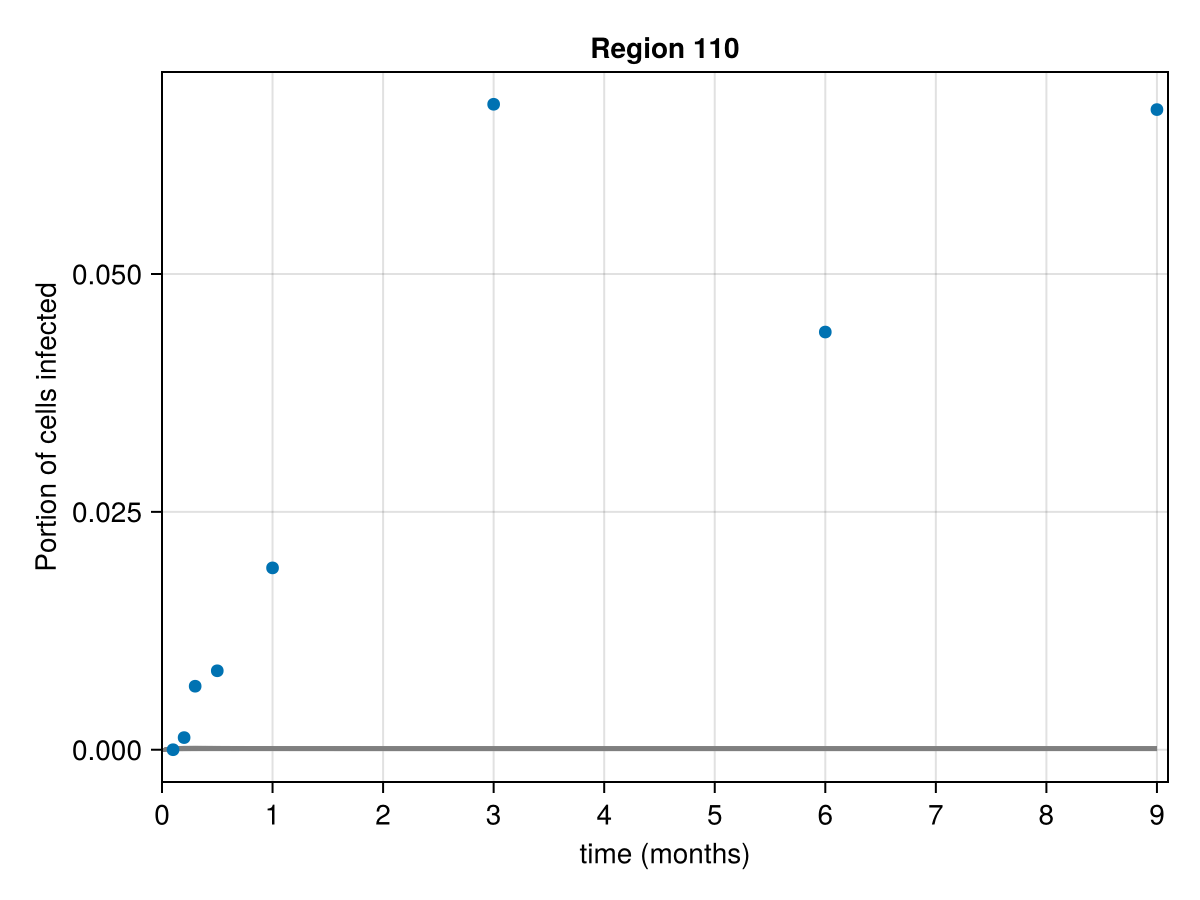 Region 110
Portion of cells infected
0.050
0.025
0.000
0 1 2 3 4 5 6 7 8 9
time (months)